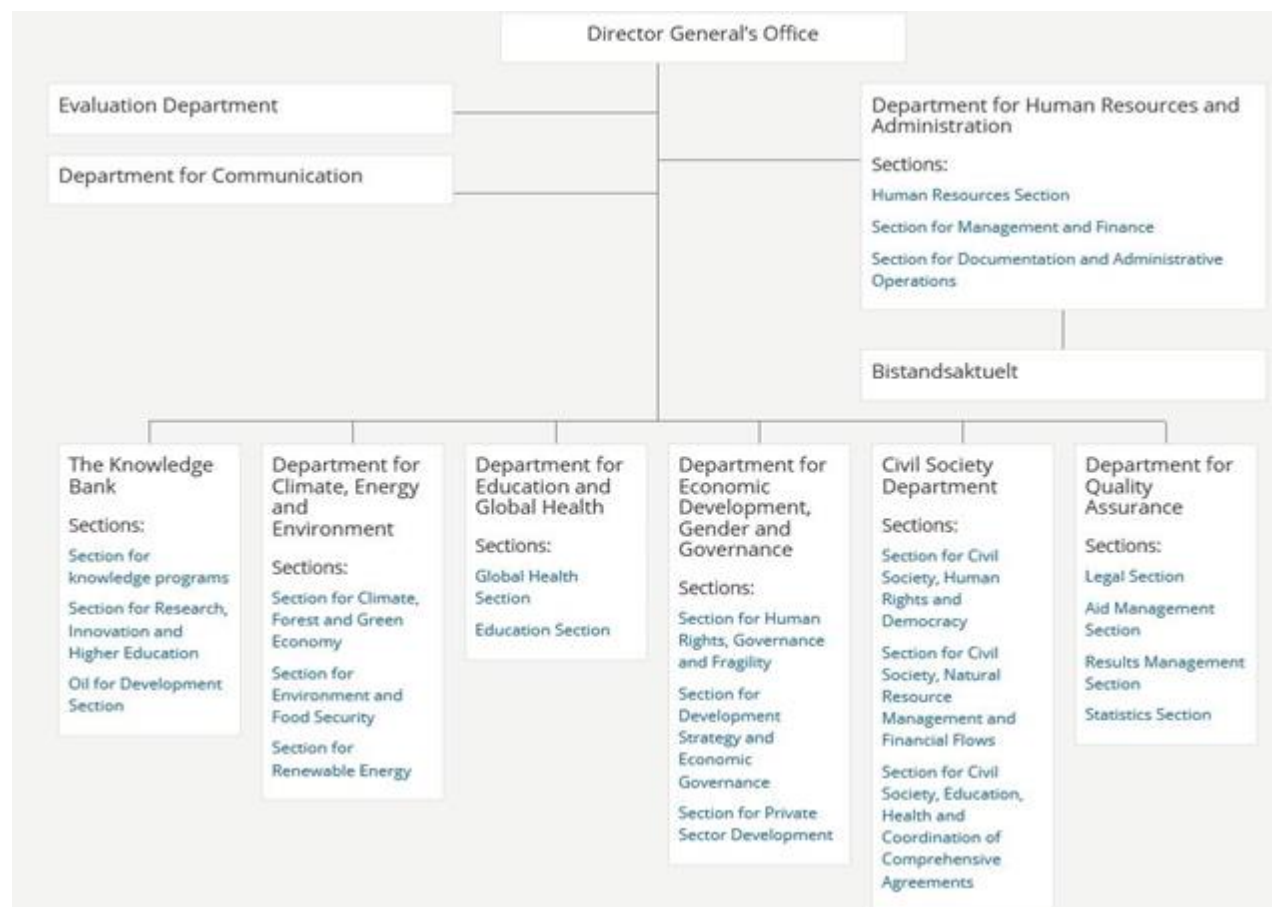 Director General's Office
Evaluation Department
Department for Communication
Department for Human Resources and
Administration
Sections:
Human Resources Section
Section for Management and Finance
Section for Documentation and Administrative
Operations
Bistandsaktuelt
The Knowledge
Bank
Sections:
Section for
knowledge programs
Section for Research,
Innovation and
Higher Education
Oil for Development
Section
Department for
Climate, Energy
and
Environment
Sections:
Section for Climate,
Forest and Green
Economy
Section for
Environment and
Food Security
Section for
Renewable Energy
Department for
Education and
Global Health
Sections:
Global Health
Section
Education Section
Department for
Economic
Development,
Gender and
Governance
Sections:
Section for Human
Rights, Governance
and Fragility
Section for
Development
Strategy and
Economic
Governance
Section for Private
Sector Development
Civil Society
Department
Sections:
Section for Civil
Society, Human
Rights and
Democracy
Section for Civil
Society, Natural
Resource
Management and
Financial Flows
Section for Civil
Society, Education,
Health and
Coordination of
Comprehensive
Agreements
Department for
Quality
Assurance
Sections:
Legal Section
Aid Management
Section
Results Management
Section
Statistics Section